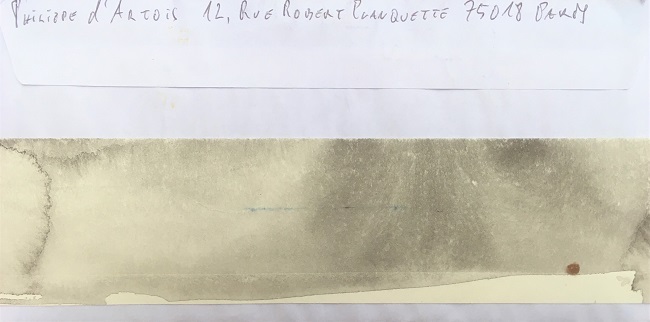 Philippe d'Artois 12, Rue Robert Planquette 75018 Paris